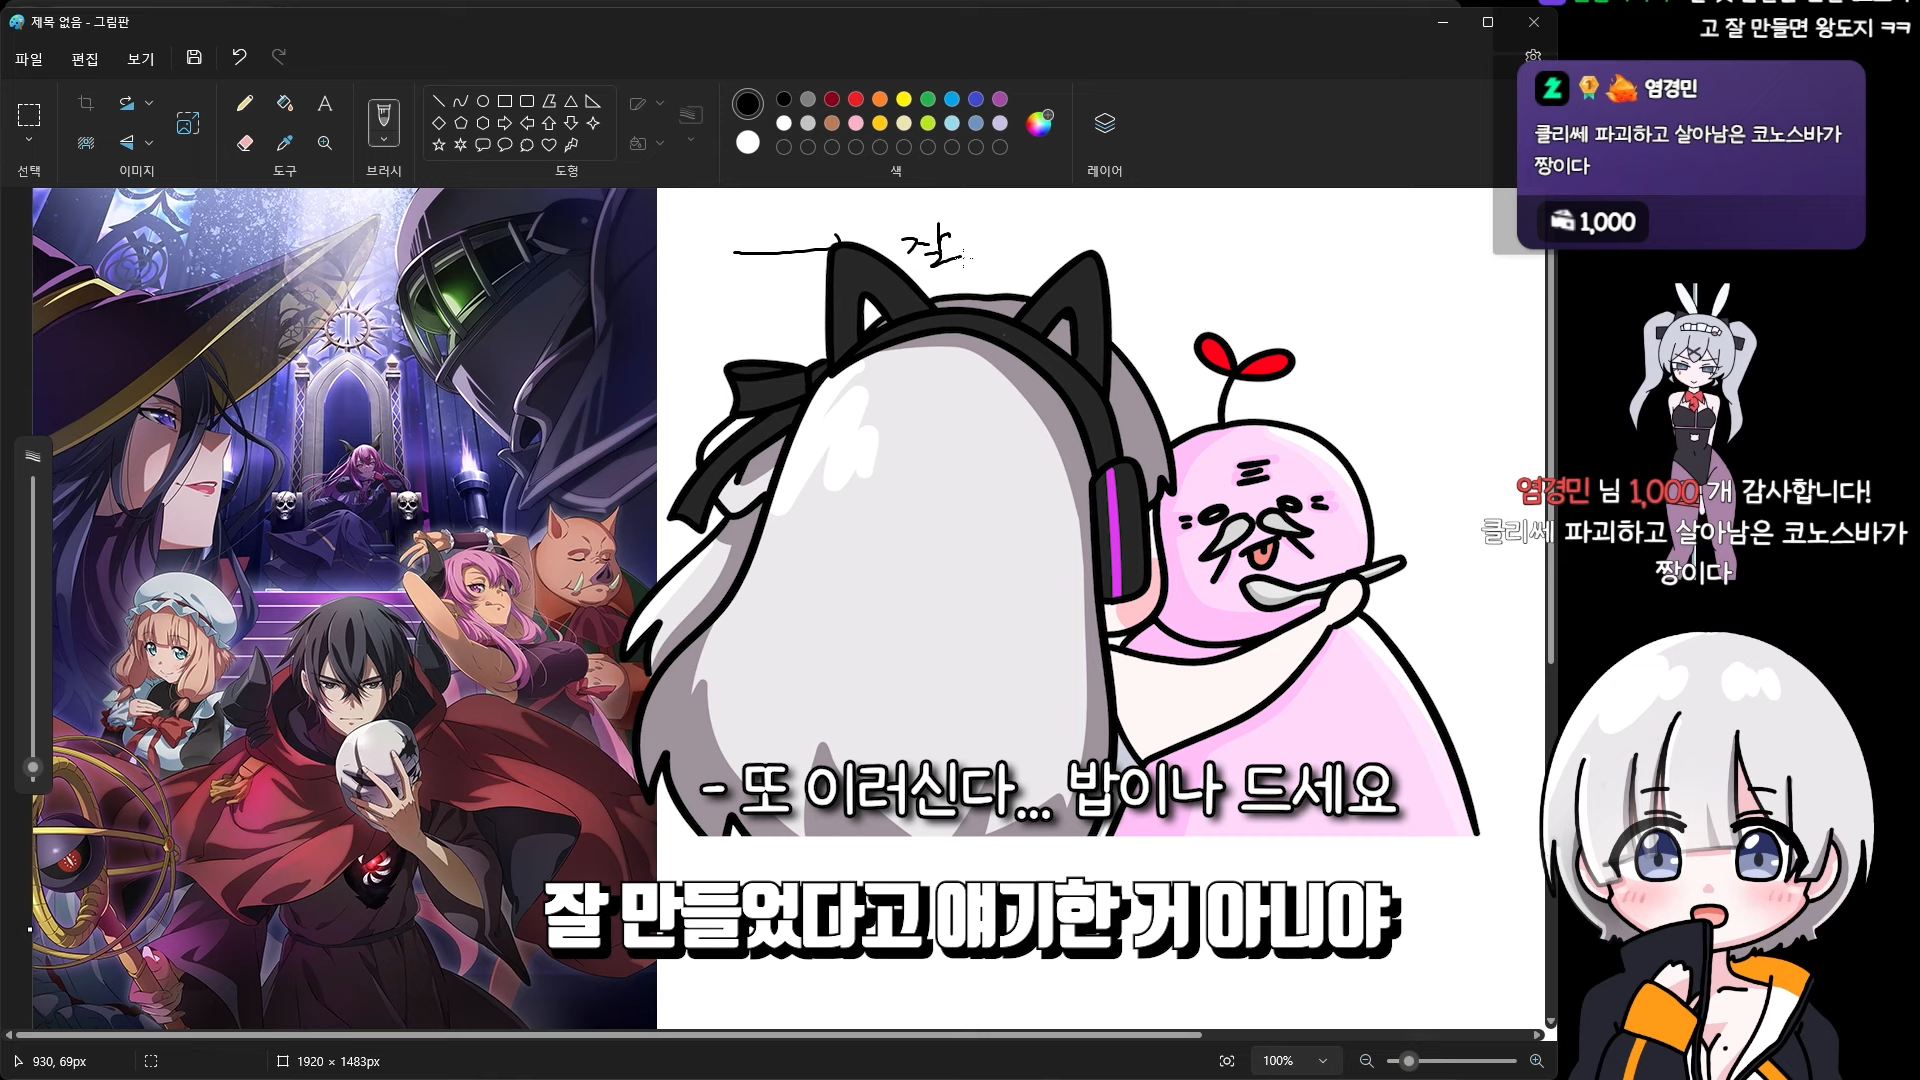 제목 없음 - 그림판
파일 편집 보기
선택
이미지
도구
브러시
도형
색
레이어
A
잘
고 잘 만들면 왕도지 ㅋㅋ
염경민
클리쎄 파괴하고 살아남은 코노스바가
짱이다
1,000
염경민 님 1,000 개 감사합니다!
클리쎄 파괴하고 살아남은 코노스바가
짱이다
- 또 이러신다... 밥이나 드세요
잘 만들었다고 얘기한 거 아니야
930, 69px
1920 × 1483px
100%